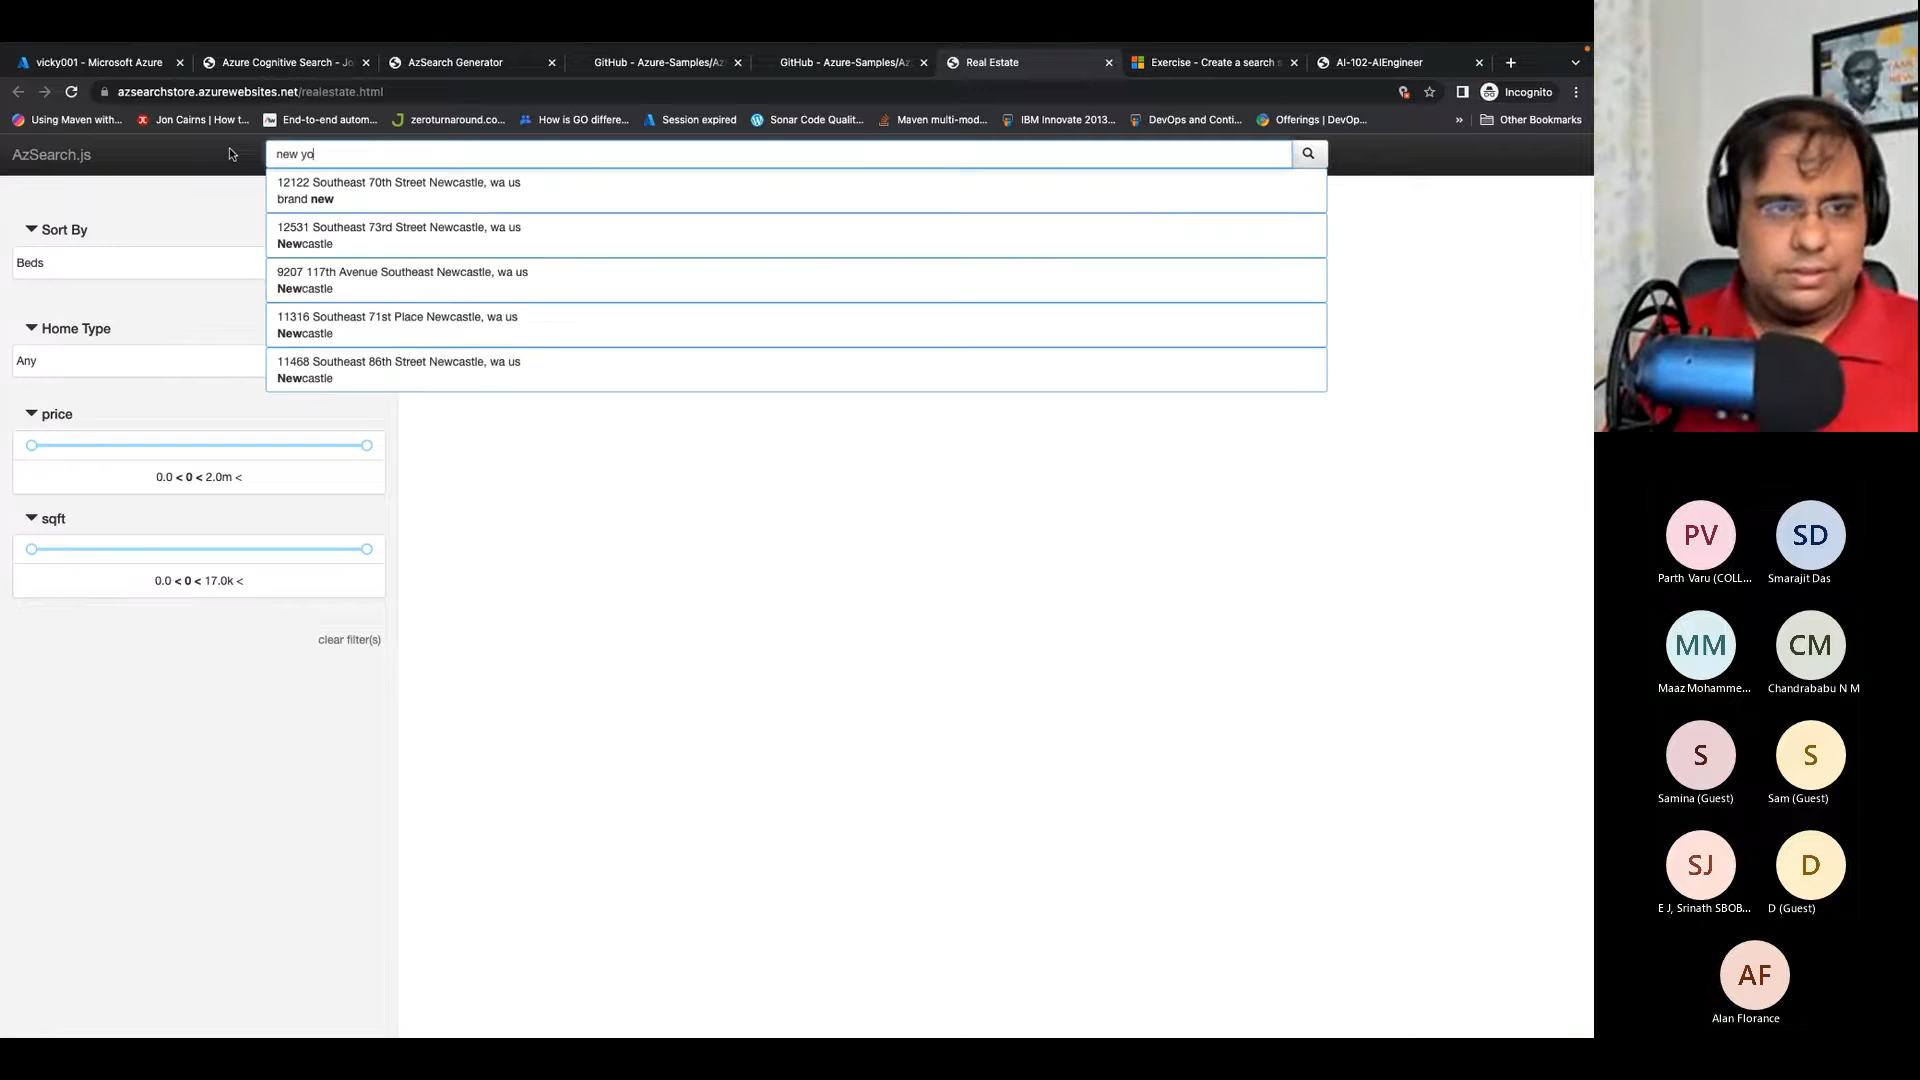 vicky001 - Microsoft Azure
Azure Cognitive Search - Jo
AzSearch Generator
GitHub - Azure-Samples/Az
GitHub - Azure-Samples/Az
Real Estate
Exercise - Create a search s
AI-102-AIEngineer
azsearchstore.azurewebsites.net/realestate.html
Incognito
Using Maven with...
Jon Cairns | How t...
End-to-end autom...
zeroturnaround.co...
How is GO differe...
Session expired
Sonar Code Qualit...
Maven multi-mod...
IBM Innovate 2013...
DevOps and Conti...
Offerings | DevOp...
»
Other Bookmarks
AzSearch.js
new yo
12122 Southeast 70th Street Newcastle, wa us
brand new
12531 Southeast 73rd Street Newcastle, wa us
Newcastle
9207 117th Avenue Southeast Newcastle, wa us
Newcastle
11316 Southeast 71st Place Newcastle, wa us
Newcastle
11468 Southeast 86th Street Newcastle, wa us
Newcastle
Sort By
Beds
Home Type
Any
price
0.0 < 0 < 2.0m <
sqft
0.0 < 0 < 17.0k <
clear filter(s)
PV
Parth Varu (COLL...
SD
Smarajit Das
MM
Maaz Mohamme...
CM
Chandrababu N M
S
Samina (Guest)
S
Sam (Guest)
SJ
E J, Srinath SBOB...
D
D (Guest)
AF
Alan Florance